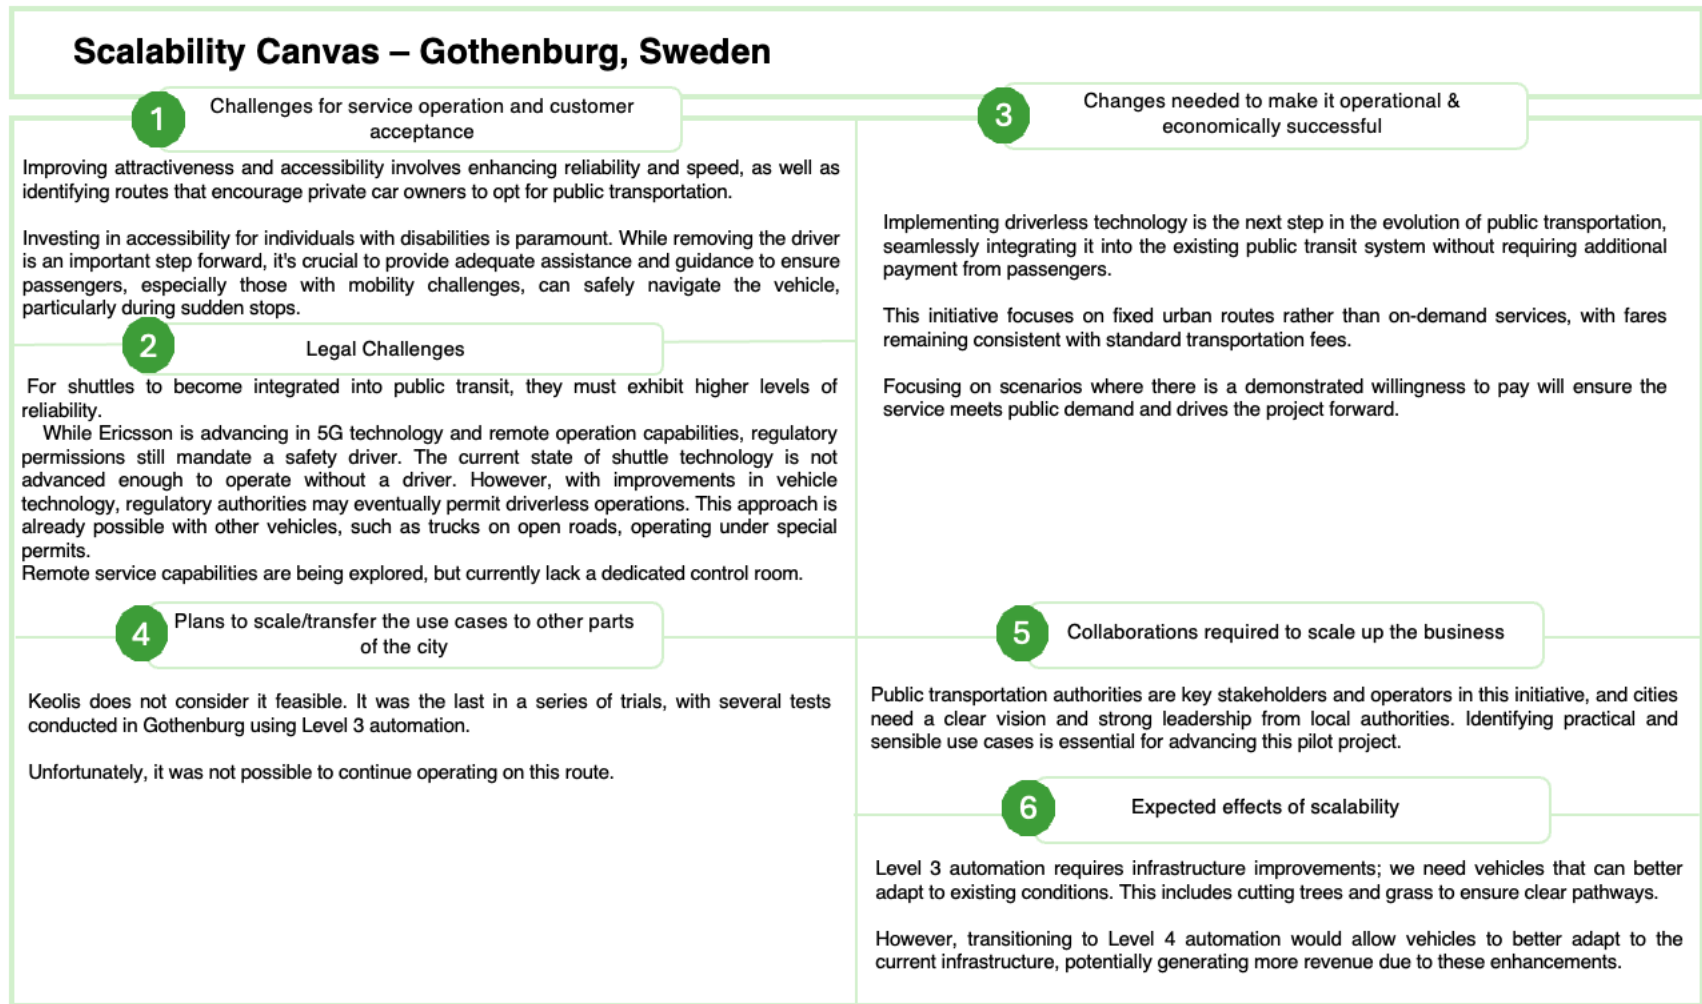 Scalability Canvas – Gothenburg, Sweden
1
Challenges for service operation and customer
acceptance
Improving attractiveness and accessibility involves enhancing reliability and speed, as well as
identifying routes that encourage private car owners to opt for public transportation.
Investing in accessibility for individuals with disabilities is paramount. While removing the driver
is an important step forward, it's crucial to provide adequate assistance and guidance to ensure
passengers, especially those with mobility challenges, can safely navigate the vehicle,
particularly during sudden stops.
2
Legal Challenges
For shuttles to become integrated into public transit, they must exhibit higher levels of
reliability.
While Ericsson is advancing in 5G technology and remote operation capabilities, regulatory
permissions still mandate a safety driver. The current state of shuttle technology is not
advanced enough to operate without a driver. However, with improvements in vehicle
technology, regulatory authorities may eventually permit driverless operations. This approach is
already possible with other vehicles, such as trucks on open roads, operating under special
permits.
Remote service capabilities are being explored, but currently lack a dedicated control room.
3
Changes needed to make it operational &
economically successful
Implementing driverless technology is the next step in the evolution of public transportation,
seamlessly integrating it into the existing public transit system without requiring additional
payment from passengers.
This initiative focuses on fixed urban routes rather than on-demand services, with fares
remaining consistent with standard transportation fees.
Focusing on scenarios where there is a demonstrated willingness to pay will ensure the
service meets public demand and drives the project forward.
4
Plans to scale/transfer the use cases to other parts
of the city
Keolis does not consider it feasible. It was the last in a series of trials, with several tests
conducted in Gothenburg using Level 3 automation.
Unfortunately, it was not possible to continue operating on this route.
5
Collaborations required to scale up the business
Public transportation authorities are key stakeholders and operators in this initiative, and cities
need a clear vision and strong leadership from local authorities. Identifying practical and
sensible use cases is essential for advancing this pilot project.
6
Expected effects of scalability
Level 3 automation requires infrastructure improvements; we need vehicles that can better
adapt to existing conditions. This includes cutting trees and grass to ensure clear pathways.
However, transitioning to Level 4 automation would allow vehicles to better adapt to the
current infrastructure, potentially generating more revenue due to these enhancements.